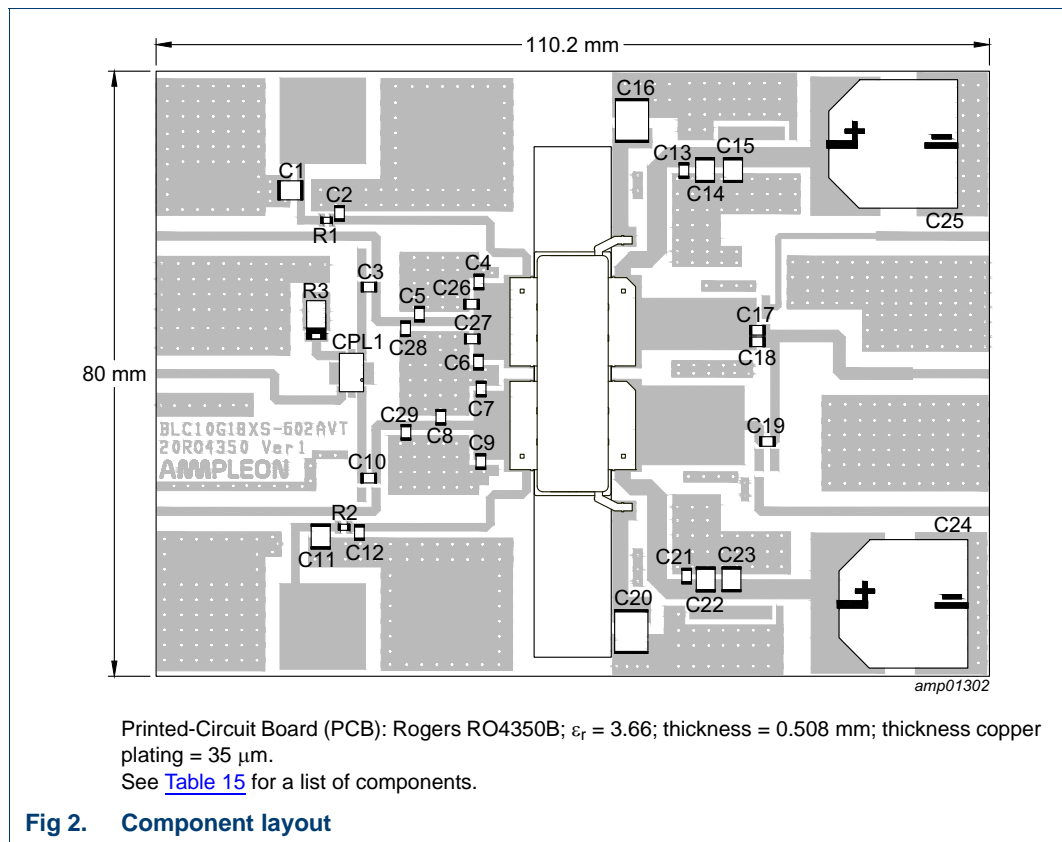 110.2 mm
C16
C13
C15
C1
C14
C2
R1
C25
C3
C4
C26
R3
C5
C17
C27
C28
CPL1
C18
C6
80 mm
C7
C29
C8
BLC10G18XS-602AVT
20RO4350 Ver1
AMPLEON
C19
C9
C10
R2
C24
C11
C12
C21
C23
C22
C20
amp01302
Printed-Circuit Board (PCB): Rogers RO4350B; εr = 3.66; thickness = 0.508 mm; thickness copper
plating = 35 μm.
See Table 15 for a list of components.
Fig 2. Component layout